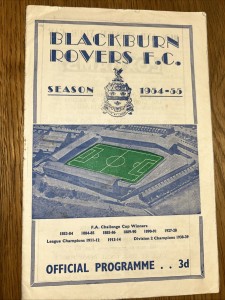 BLACKBURN
ROVERS F.C.
SEASON 1954-55
F.A. Challenge Cup Winners
1883-84 1884-85 1885-86 1889-90 1890-91 1927-28
League Champions 1911-12 1913-14 Division 2 Champions 1938-39
OFFICIAL PROGRAMME . . 3d